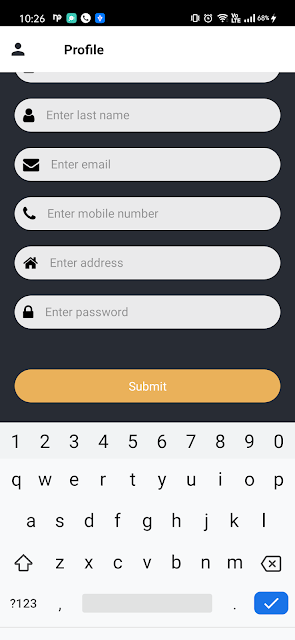 10:26
68%
Profile
Enter last name
Enter email
Enter mobile number
Enter address
Enter password
Submit
1 2 3 4 5 6 7 8 9 0
q w e r t y u i o p
a s d f g h j k l
z x c v b n m
?123 , .